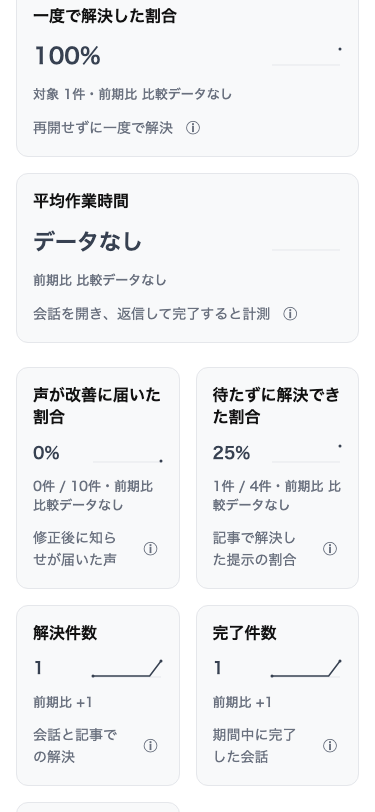 一度で解決した割合
100%
対象 1件・前期比 比較データなし
再開せずに一度で解決 ⓘ
平均作業時間
データなし
前期比 比較データなし
会話を開き、返信して完了すると計測 ⓘ
声が改善に届いた
割合
0%
0件 / 10件・前期比
比較データなし
修正後に知ら
せが届いた声 ⓘ
待たずに解決でき
た割合
25%
1件 / 4件・前期比 比
較データなし
記事で解決し
た提示の割合 ⓘ
解決件数
1
前期比 +1
会話と記事で
の解決 ⓘ
完了件数
1
前期比 +1
期間中に完了
した会話 ⓘ